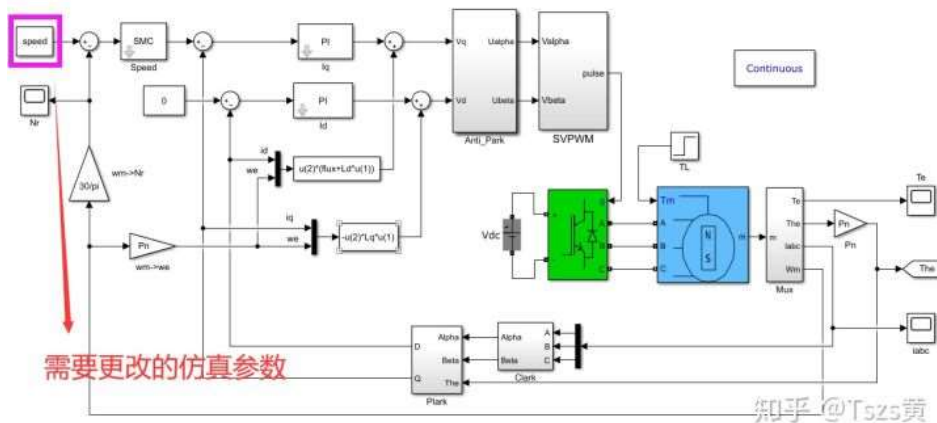 speed
SMC
Speed
PI
Iq
Vq
Ualpha
Valpha
pulse
Continuous
Nr
0
PI
Id
Vd
Ubeta
Vbeta
Anti_Park
SVPWM
id
we
u(2)*(flux+Ld*u(1))
TL
30/pi
wm->Nr
iq
we
-u(2)*Lq*u(1)
Pn
wm->we
Vdc
g
A
B
C
+
-
Tm
A
B
C
N
S
m
m
Te
The
Iabc
Wm
Mux
Pn
Pn
Te
The
Iabc
需要更改的仿真参数
D
Q
Alpha
Beta
The
Plark
Alpha
Beta
A
B
C
Clark
知乎 @Tszs黄